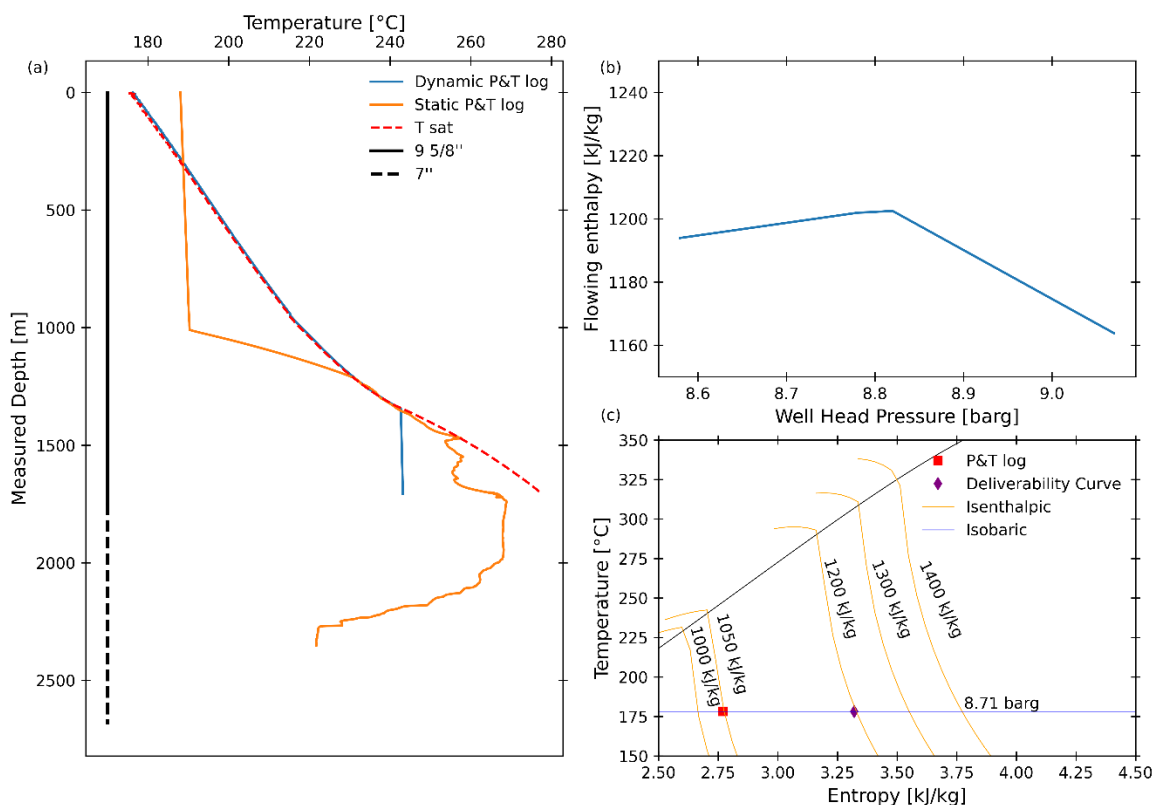 Temperature [°C]
180 200 220 240 260 280
(a)
Dynamic P&T log
Static P&T log
T sat
9 5/8''
7''
0
500
1000
1500
2000
2500
Measured Depth [m]
(b)
1240
1220
1200
1180
1160
Flowing enthalpy [kJ/kg]
8.6 8.7 8.8 8.9 9.0
Well Head Pressure [barg]
(c)
350
325
300
275
250
225
200
175
150
Temperature [°C]
P&T log
Deliverability Curve
Isenthalpic
Isobaric
1000 kJ/kg
1050 kJ/kg
1200 kJ/kg
1300 kJ/kg
1400 kJ/kg
8.71 barg
2.50 2.75 3.00 3.25 3.50 3.75 4.00 4.25 4.50
Entropy [kJ/kg]